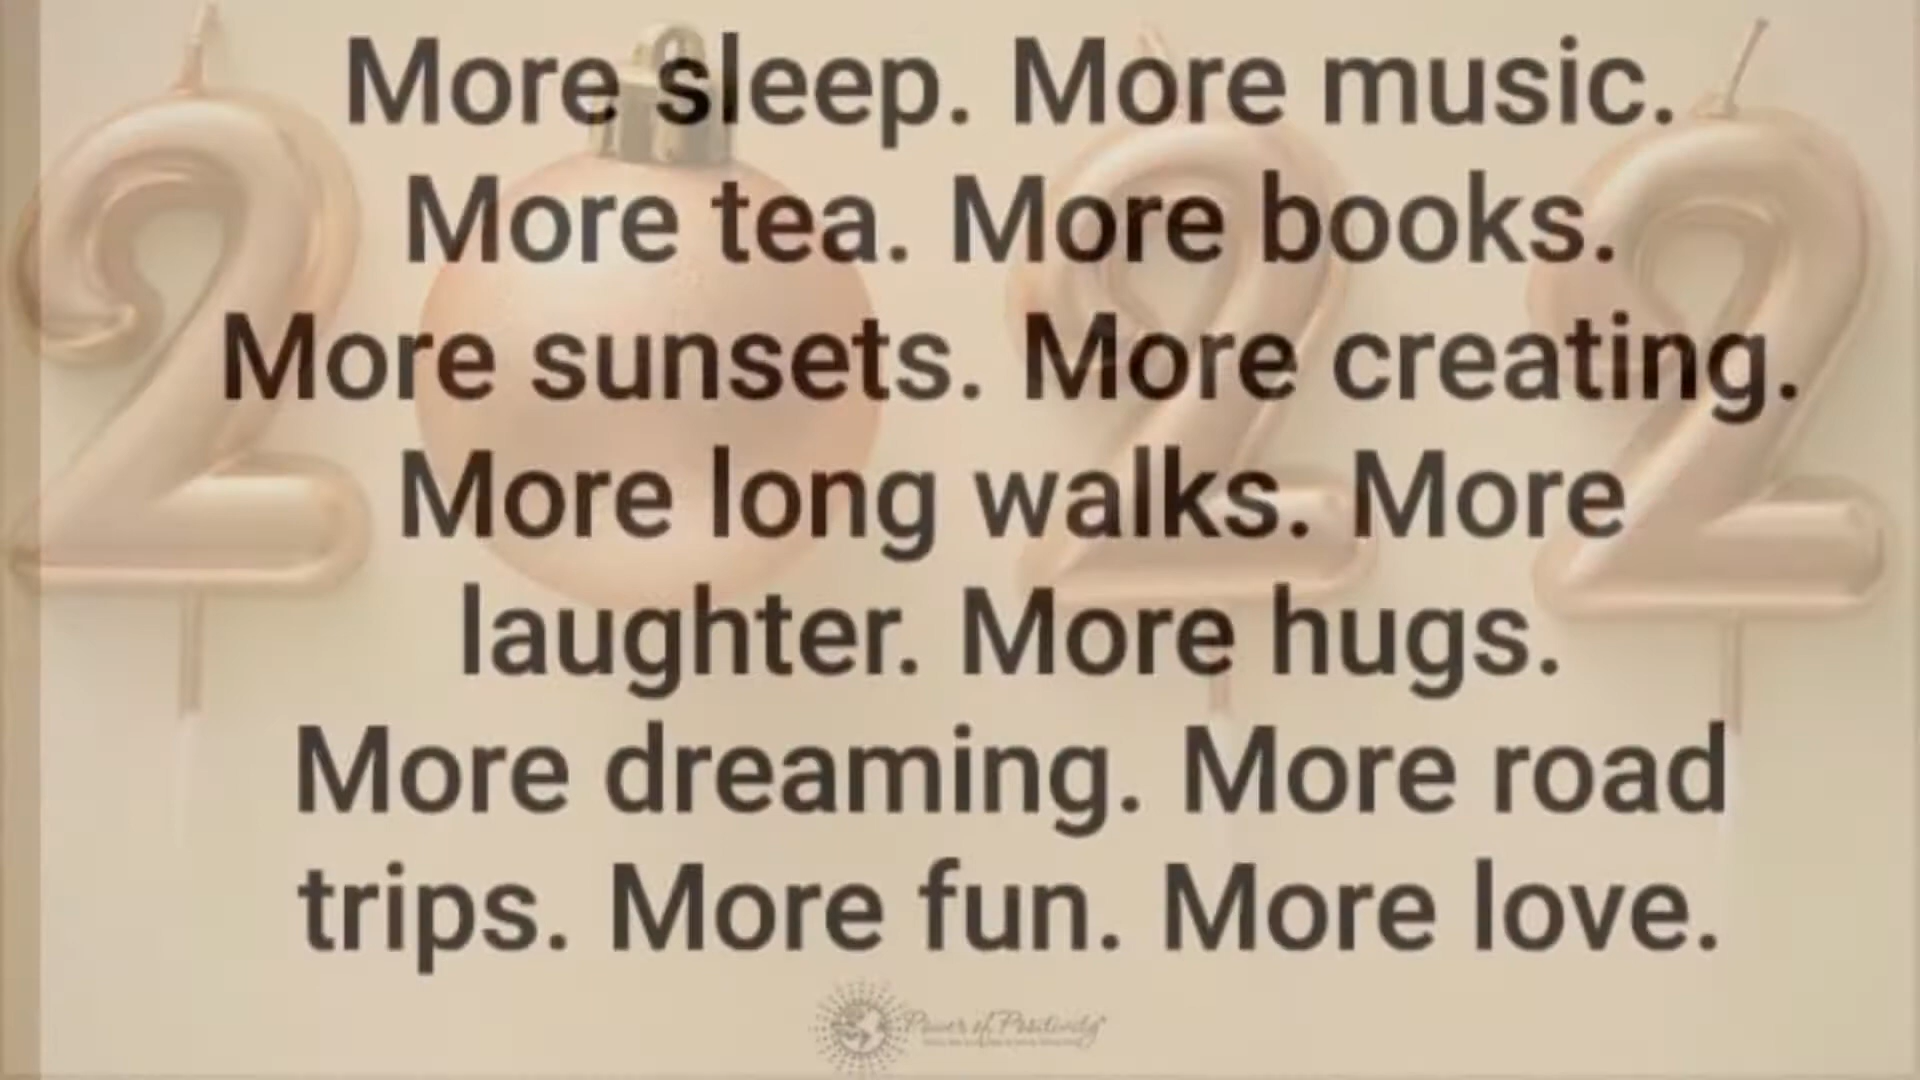 More sleep. More music.
More tea. More books.
More sunsets. More creating.
More long walks. More
laughter. More hugs.
More dreaming. More road
trips. More fun. More love.
Power of Positivity